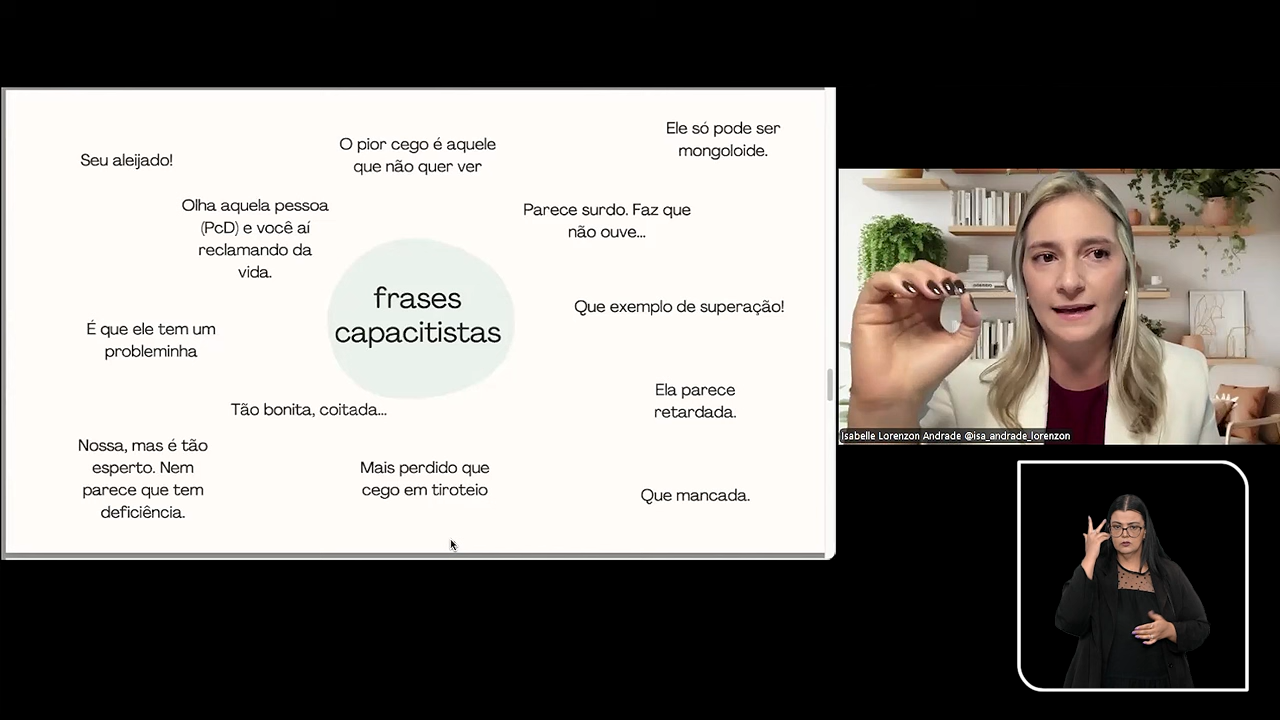 Seu aleijado!
O pior cego é aquele
que não quer ver
Ele só pode ser
mongoloide.
Olha aquela pessoa
(PcD) e você aí
reclamando da
vida.
Parece surdo. Faz que
não ouve...
frases
capacitistas
Que exemplo de superação!
É que ele tem um
probleminha
Ela parece
retardada.
Tão bonita, coitada...
Nossa, mas é tão
esperto. Nem
parece que tem
deficiência.
Mais perdido que
cego em tiroteio
Que mancada.
Isabelle Lorenzon Andrade @isa_andrade_lorenzon